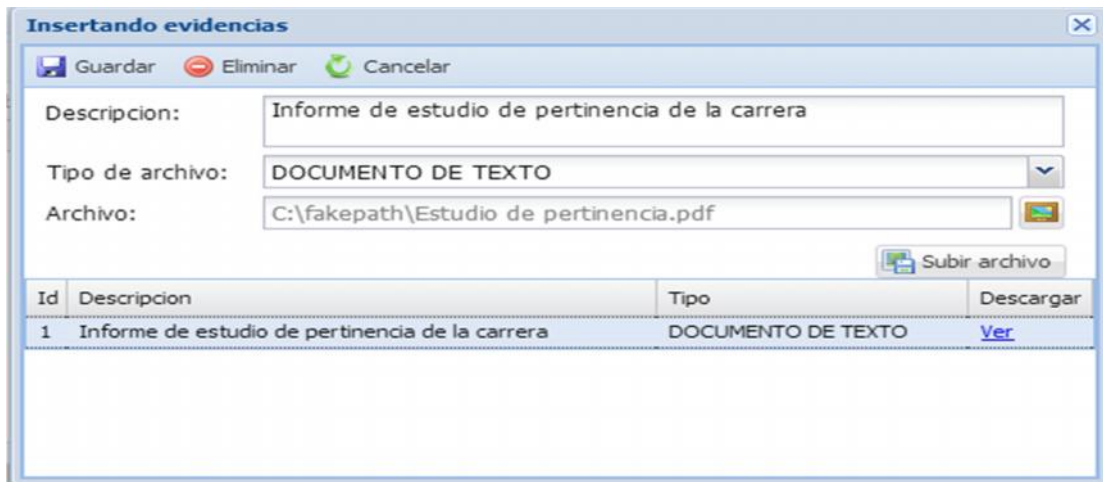 Insertando evidencias
Guardar Eliminar Cancelar
Descripcion: Informe de estudio de pertinencia de la carrera
Tipo de archivo: DOCUMENTO DE TEXTO
Archivo: C:\fakepath\Estudio de pertinencia.pdf
Subir archivo
Id Descripcion Tipo Descargar
1 Informe de estudio de pertinencia de la carrera DOCUMENTO DE TEXTO Ver